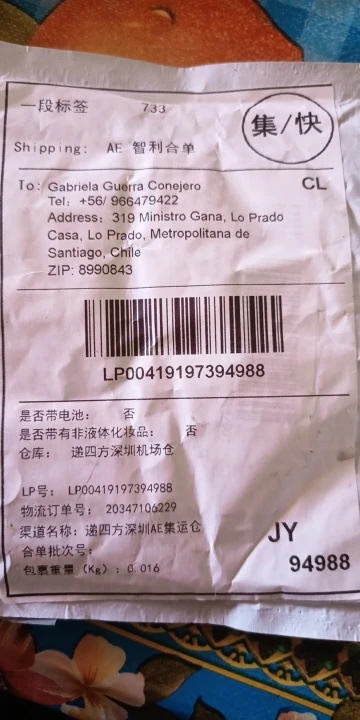 一段标签 733
集/快
Shipping: AE 智利合单
To: Gabriela Guerra Conejero CL
Tel: +56/ 966479422
Address: 319 Ministro Gana, Lo Prado
Casa, Lo Prado, Metropolitana de
Santiago, Chile
ZIP: 8990843
LP00419197394988
是否带电池: 否
是否带有非液体化妆品: 否
仓库: 递四方深圳机场仓
LP号: LP00419197394988
物流订单号: 20347106229
渠道名称: 递四方深圳AE集运仓
JY
合单批次号:
94988
包裹重量 (Kg): 0.016